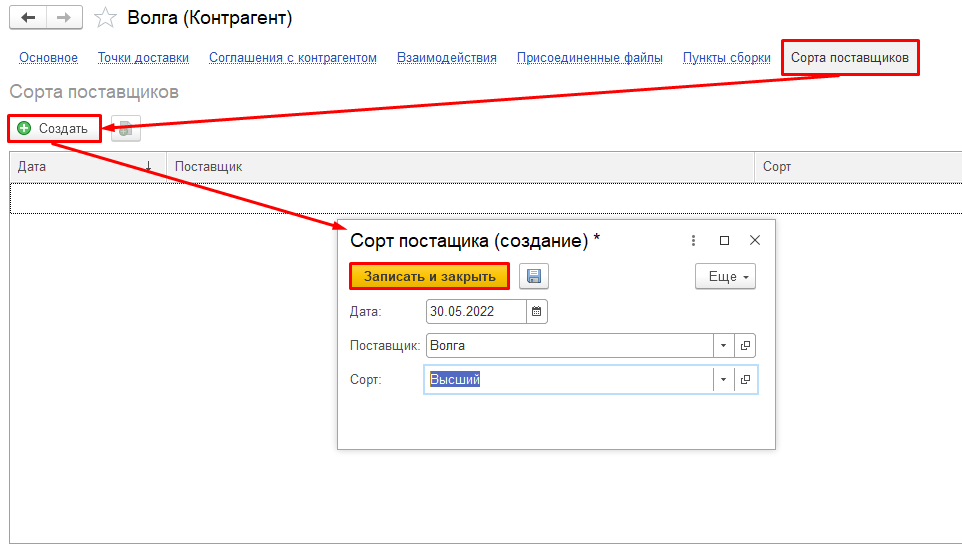 Волга (Контрагент)
Основное Точки доставки Соглашения с контрагентом Взаимодействия Присоединенные файлы Пункты сборки Сорта поставщиков
Сорта поставщиков
Создать
Дата ↓ Поставщик Сорт
Сорт постащика (создание) *
Записать и закрыть Еще
Дата: 30.05.2022
Поставщик: Волга
Сорт: Высший